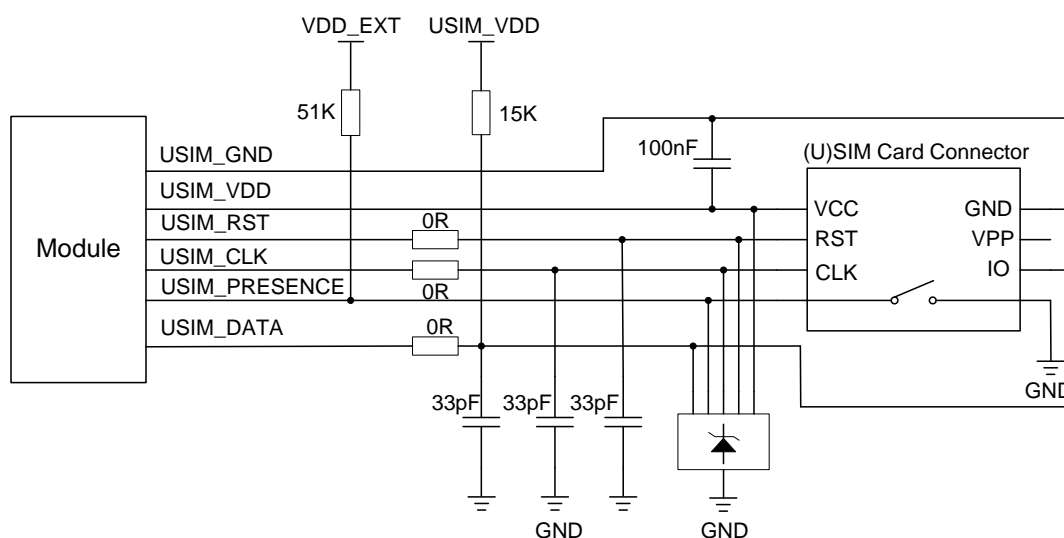 VDD_EXT USIM_VDD
51K 15K
100nF (U)SIM Card Connector
USIM_GND
USIM_VDD VCC GND
USIM_RST 0R RST VPP
Module
USIM_CLK CLK IO
USIM_PRESENCE 0R
USIM_DATA 0R
GND
33pF 33pF 33pF
GND GND